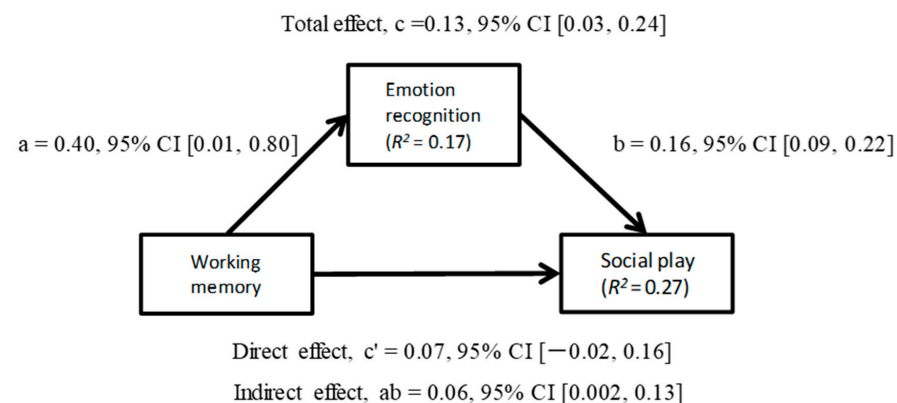 Total effect, c =0.13, 95% CI [0.03, 0.24]
Emotion
recognition
(R² = 0.17)
a = 0.40, 95% CI [0.01, 0.80]
b = 0.16, 95% CI [0.09, 0.22]
Working
memory
Social play
(R² = 0.27)
Direct effect, c' = 0.07, 95% CI [−0.02, 0.16]
Indirect effect, ab = 0.06, 95% CI [0.002, 0.13]